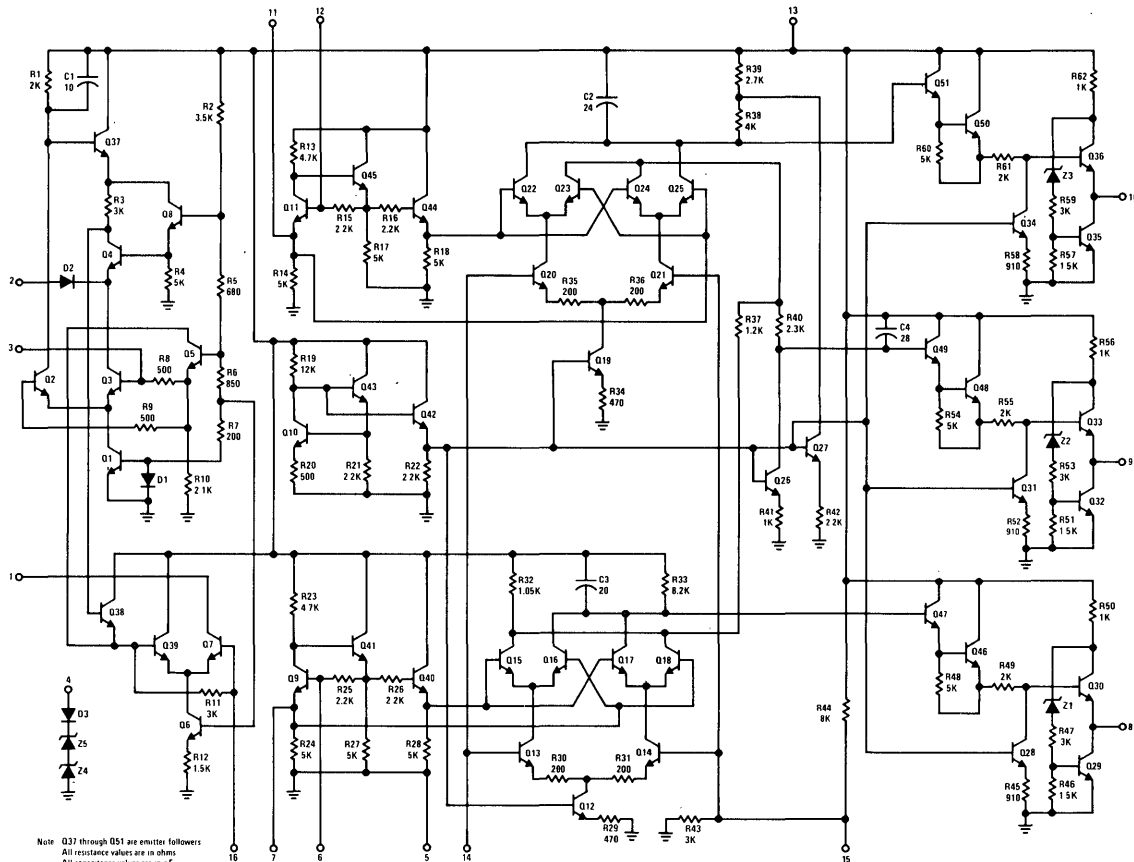 11
12
13
R1
2K
C1
10
R2
3.5K
Q37
R3
3K
Q8
Q4
R4
5K
2
D2
R5
680
3
Q5
R8
500
Q2
Q3
R6
850
R9
500
R7
200
Q1
D1
R10
2 1K
1
Q38
Q39
Q7
R11
3K
4
D3
Z5
Z4
Q6
R12
1.5K
R13
4.7K
Q45
Q11
R15
2 2K
R16
2.2K
Q44
R17
5K
R18
5K
R14
5K
R19
12K
Q43
Q42
Q10
R20
500
R21
2 2K
R22
2 2K
R23
4 7K
Q41
Q9
R25
2.2K
R26
2 2K
Q40
R24
5K
R27
5K
R28
5K
C2
24
R39
2.7K
R38
4K
Q22
Q23
Q24
Q25
Q20
Q21
R35
200
R36
200
R37
1.2K
R40
2.3K
Q19
R34
470
Q27
Q26
R41
1K
R42
2 2K
R32
1.05K
C3
20
R33
8.2K
Q15
Q16
Q17
Q18
Q13
Q14
R30
200
R31
200
Q12
R29
470
R43
3K
R44
8K
Q51
Q50
R60
5K
R61
2K
R62
1K
Q36
Z3
R59
3K
Q34
Q35
R58
910
R57
1 5K
10
C4
28
Q49
Q48
R54
5K
R55
2K
R56
1K
Q33
Z2
R53
3K
9
Q31
Q32
R52
910
R51
1 5K
Q47
Q46
R48
5K
R49
2K
R50
1K
Q30
Z1
R47
3K
8
Q28
Q29
R45
910
R46
1 5K
Note Q37 through Q51 are emitter followers
All resistance values are in ohms
16
7
6
5
14
15